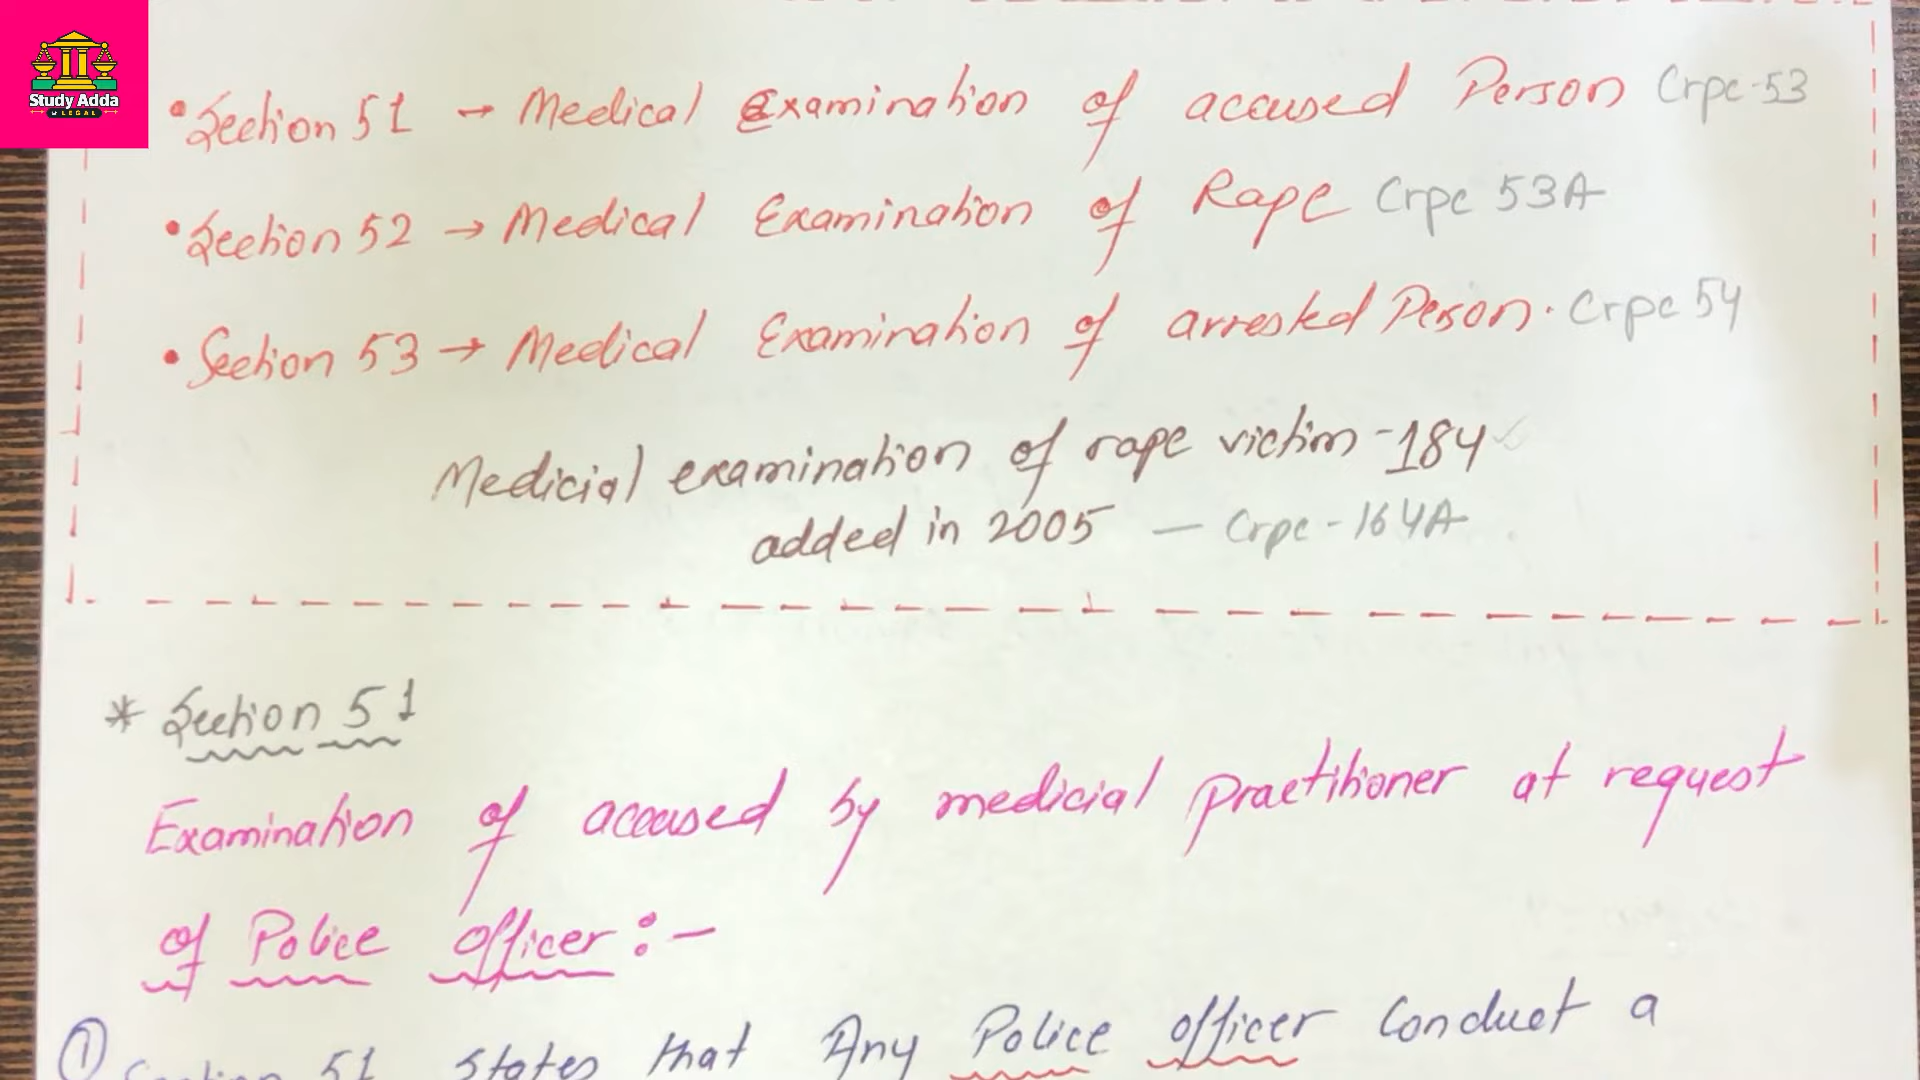 Study Adda
LEGAL
• Section 51 → Medical Examination of accused Person Crpc-53
• Section 52 → Medical Examination of Rape Crpc 53A
• Section 53 → Medical Examination of arrested Person. Crpc 54
Medicial examination of rape victim - 184
added in 2005 — Crpc - 164A
* Section 51
Examination of accused by medicial practitioner at request
of Police officer :-
① Section 51 states that Any Police officer Conduct a